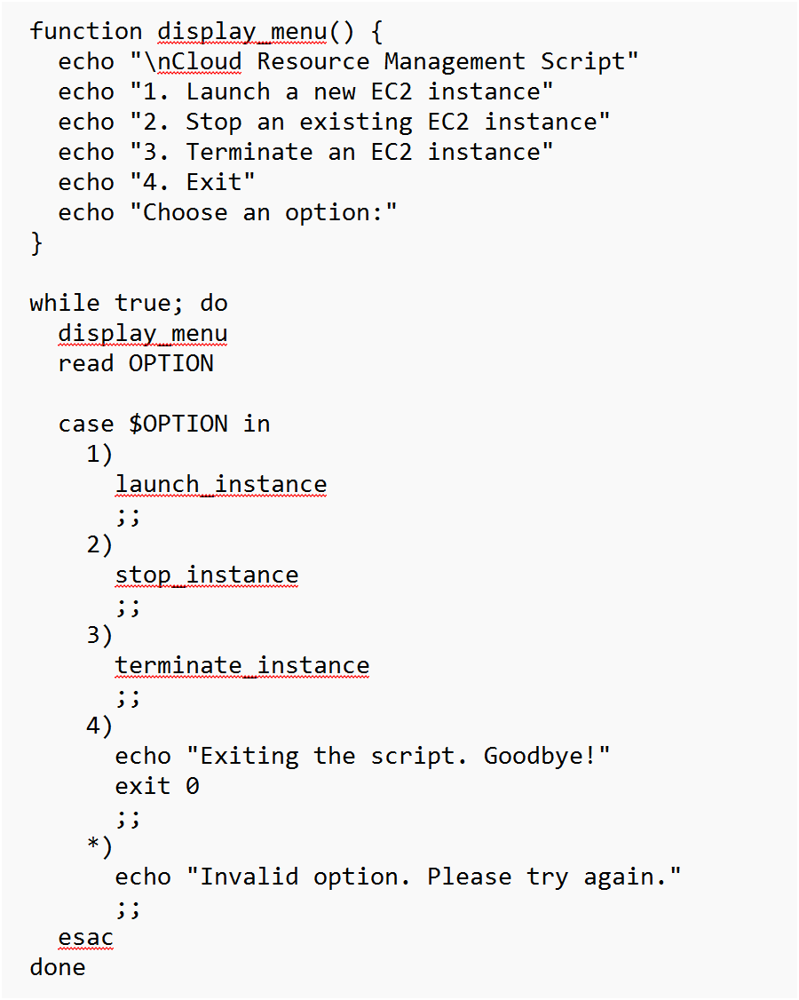 function display_menu() {
  echo "\nCloud Resource Management Script"
  echo "1. Launch a new EC2 instance"
  echo "2. Stop an existing EC2 instance"
  echo "3. Terminate an EC2 instance"
  echo "4. Exit"
  echo "Choose an option:"
}

while true; do
  display_menu
  read OPTION

  case $OPTION in
    1)
      launch_instance
      ;;
    2)
      stop_instance
      ;;
    3)
      terminate_instance
      ;;
    4)
      echo "Exiting the script. Goodbye!"
      exit 0
      ;;
    *)
      echo "Invalid option. Please try again."
      ;;
  esac
done